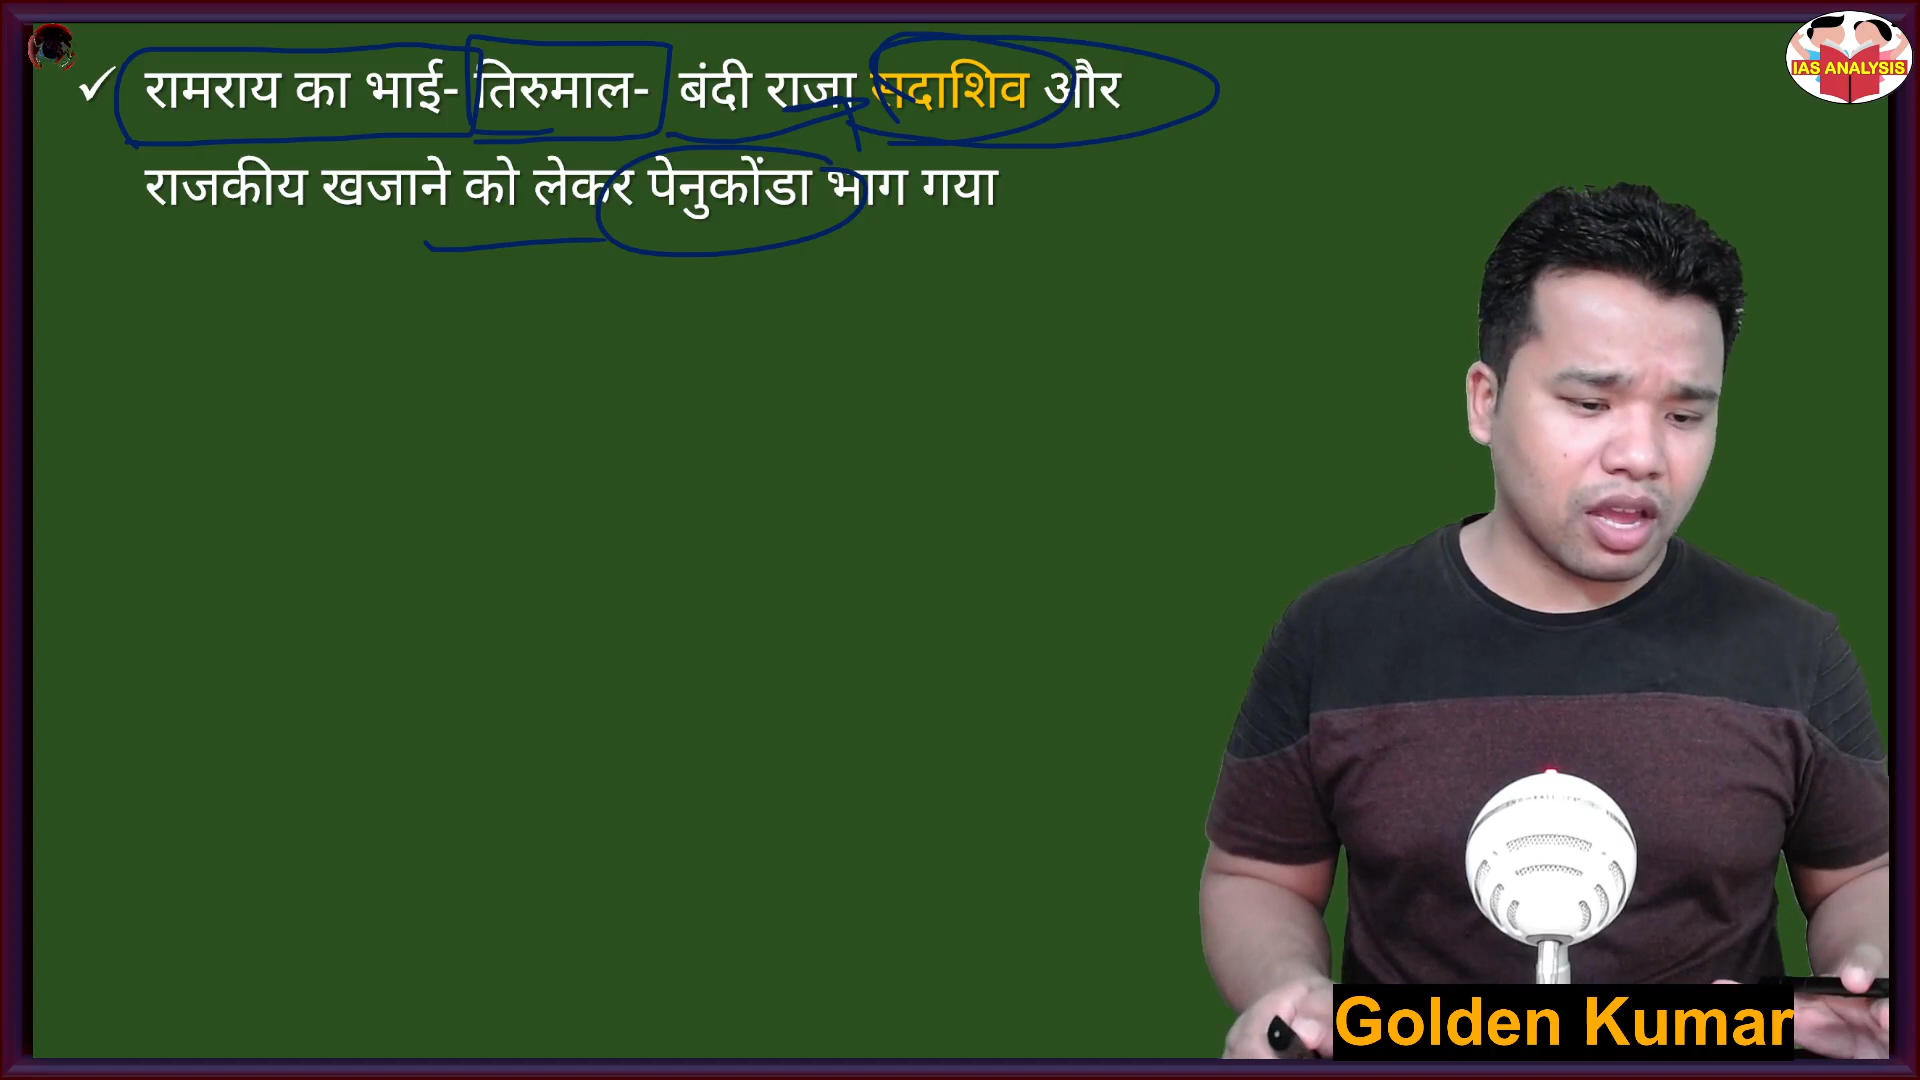 ✓ रामराय का भाई- तिरुमाल- बंदी राजा सदाशिव और
राजकीय खजाने को लेकर पेनुकोंडा भाग गया
IAS ANALYSIS
Golden Kumar